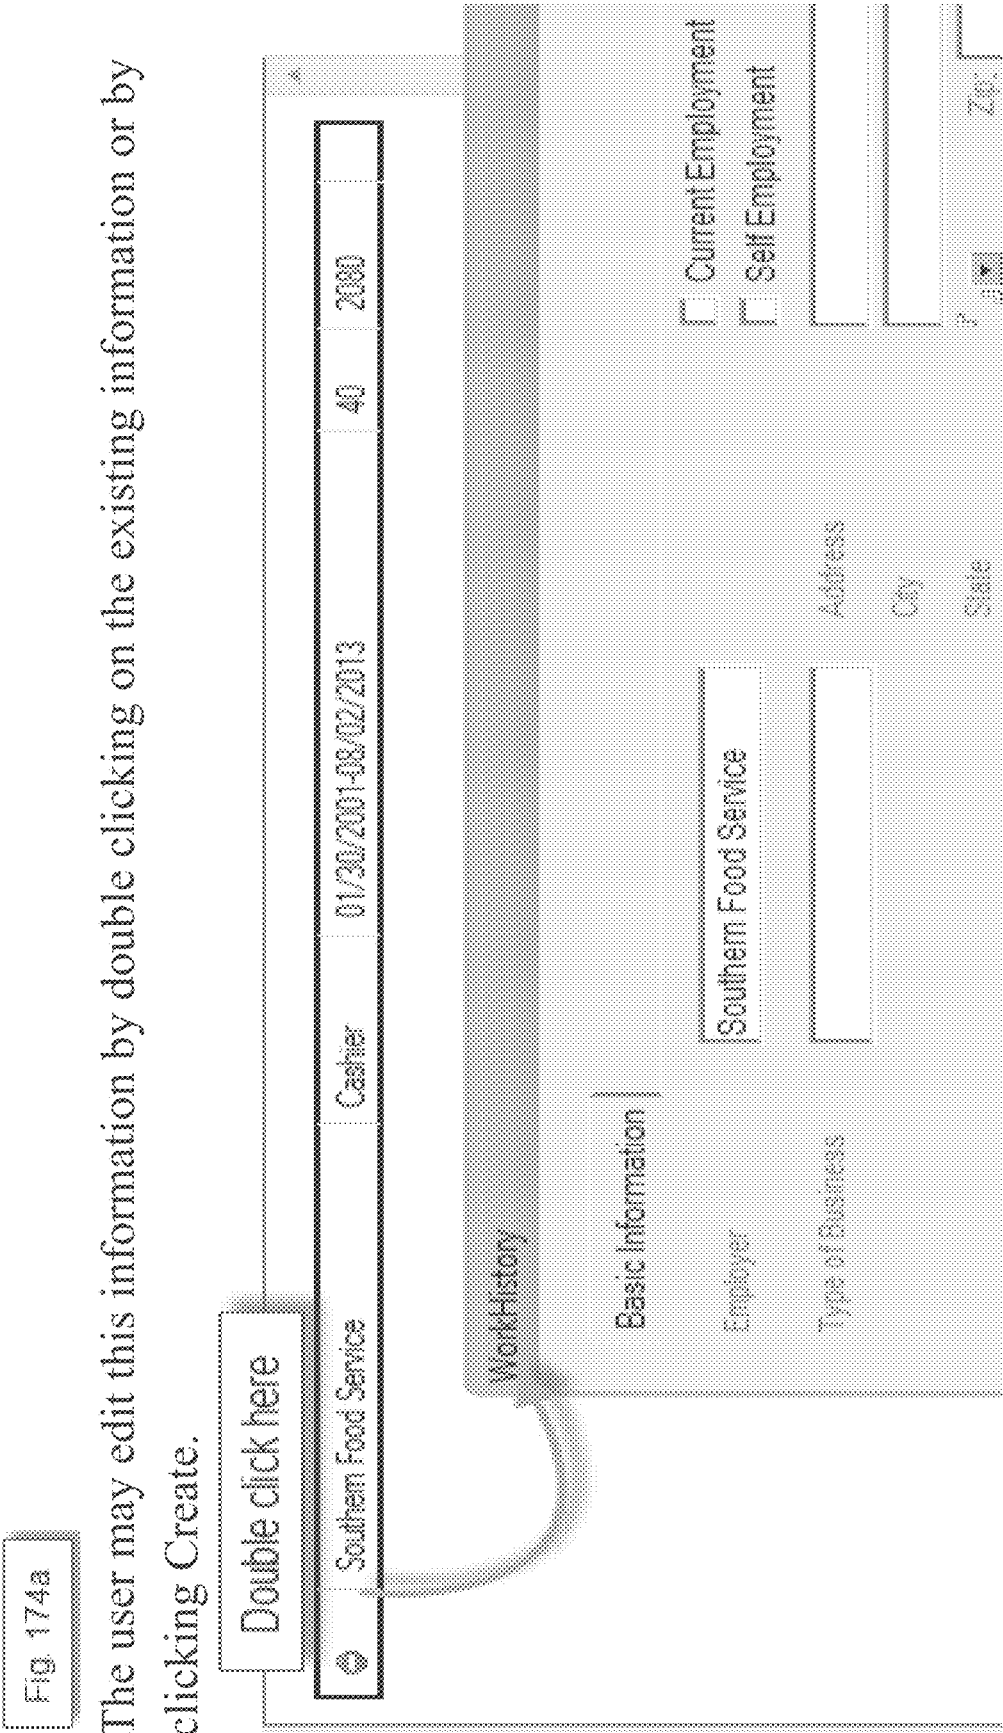 Fig. 174a
The user may edit this information by double clicking on the existing information or by
clicking Create.
Double click here
Southern Food Service Cashier 01/30/2001-08/02/2013 40 2080
WorkHistory
Basic Information
Current Employment
Employer Southern Food Service
Self Employment
Type of Business Address
City
State ? Zip: